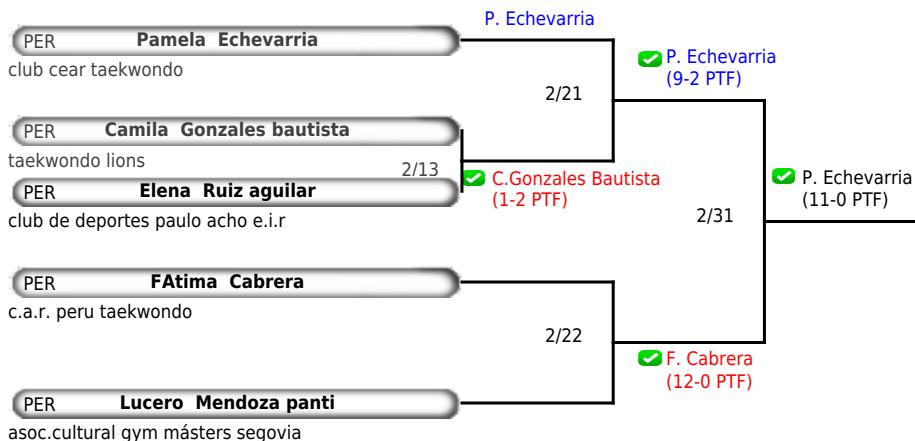 P. Echevarria
PER Pamela Echevarria
club cear taekwondo
P. Echevarria
(9-2 PTF)
2/21
PER Camila Gonzales bautista
taekwondo lions
2/13
C.Gonzales Bautista
(1-2 PTF)
P. Echevarria
(11-0 PTF)
PER Elena Ruiz aguilar
club de deportes paulo acho e.i.r
2/31
PER FAtima Cabrera
c.a.r. peru taekwondo
2/22
F. Cabrera
(12-0 PTF)
PER Lucero Mendoza panti
asoc.cultural gym másters segovia